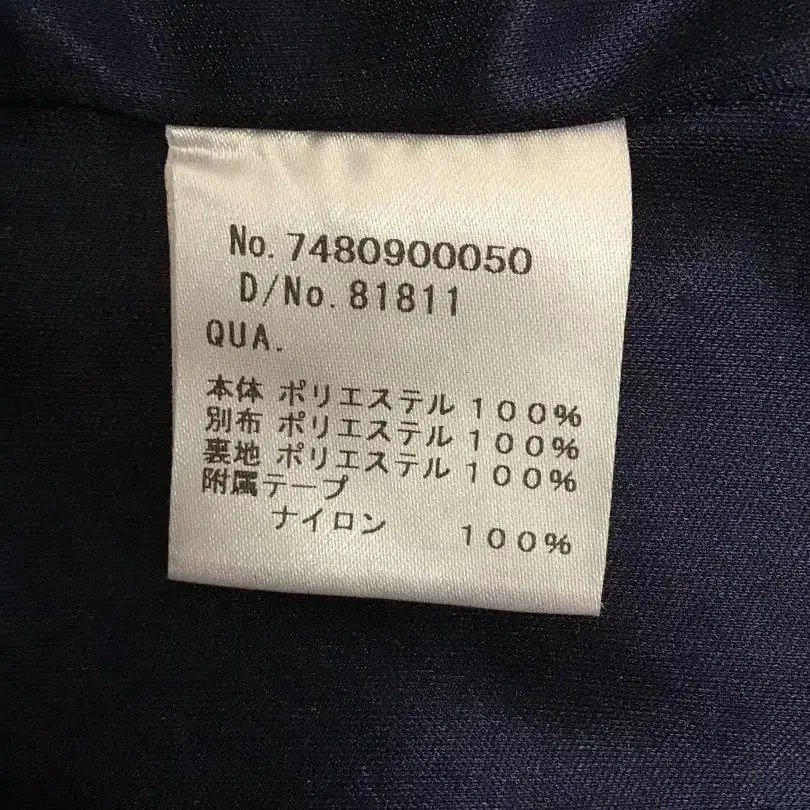 No. 7480900050
D/No. 81811
QUA.
本体 ポリエステル 100%
別布 ポリエステル 100%
裏地 ポリエステル 100%
附属テープ
ナイロン 100%